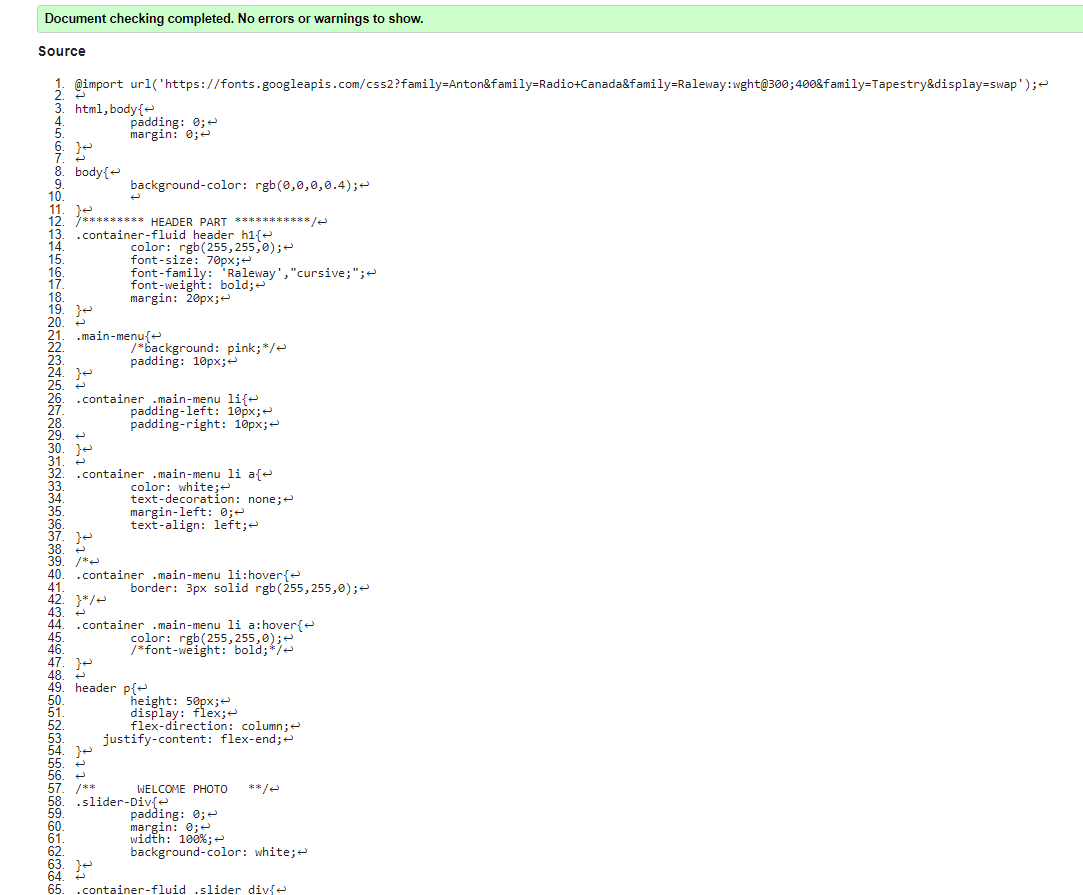 Document checking completed. No errors or warnings to show.
Source
1. @import url('https://fonts.googleapis.com/css2?family=Anton&family=Radio+Canada&family=Raleway:wght@300;400&family=Tapestry&display=swap');↩
2. ↩
3. html,body{↩
4. padding: 0;↩
5. margin: 0;↩
6. }↩
7. ↩
8. body{↩
9. background-color: rgb(0,0,0,0.4);↩
10. ↩
11. }↩
12. /********* HEADER PART ***********/↩
13. .container-fluid header h1{↩
14. color: rgb(255,255,0);↩
15. font-size: 70px;↩
16. font-family: 'Raleway',"cursive;";↩
17. font-weight: bold;↩
18. margin: 20px;↩
19. }↩
20. ↩
21. .main-menu{↩
22. /*background: pink;*/↩
23. padding: 10px;↩
24. }↩
25. ↩
26. .container .main-menu li{↩
27. padding-left: 10px;↩
28. padding-right: 10px;↩
29. ↩
30. }↩
31. ↩
32. .container .main-menu li a{↩
33. color: white;↩
34. text-decoration: none;↩
35. margin-left: 0;↩
36. text-align: left;↩
37. }↩
38. ↩
39. /*↩
40. .container .main-menu li:hover{↩
41. border: 3px solid rgb(255,255,0);↩
42. }*/↩
43. ↩
44. .container .main-menu li a:hover{↩
45. color: rgb(255,255,0);↩
46. /*font-weight: bold;*/↩
47. }↩
48. ↩
49. header p{↩
50. height: 50px;↩
51. display: flex;↩
52. flex-direction: column;↩
53. justify-content: flex-end;↩
54. }↩
55. ↩
56. ↩
57. /** WELCOME PHOTO **/↩
58. .slider-Div{↩
59. padding: 0;↩
60. margin: 0;↩
61. width: 100%;↩
62. background-color: white;↩
63. }↩
64. ↩
65. .container-fluid .slider div{↩